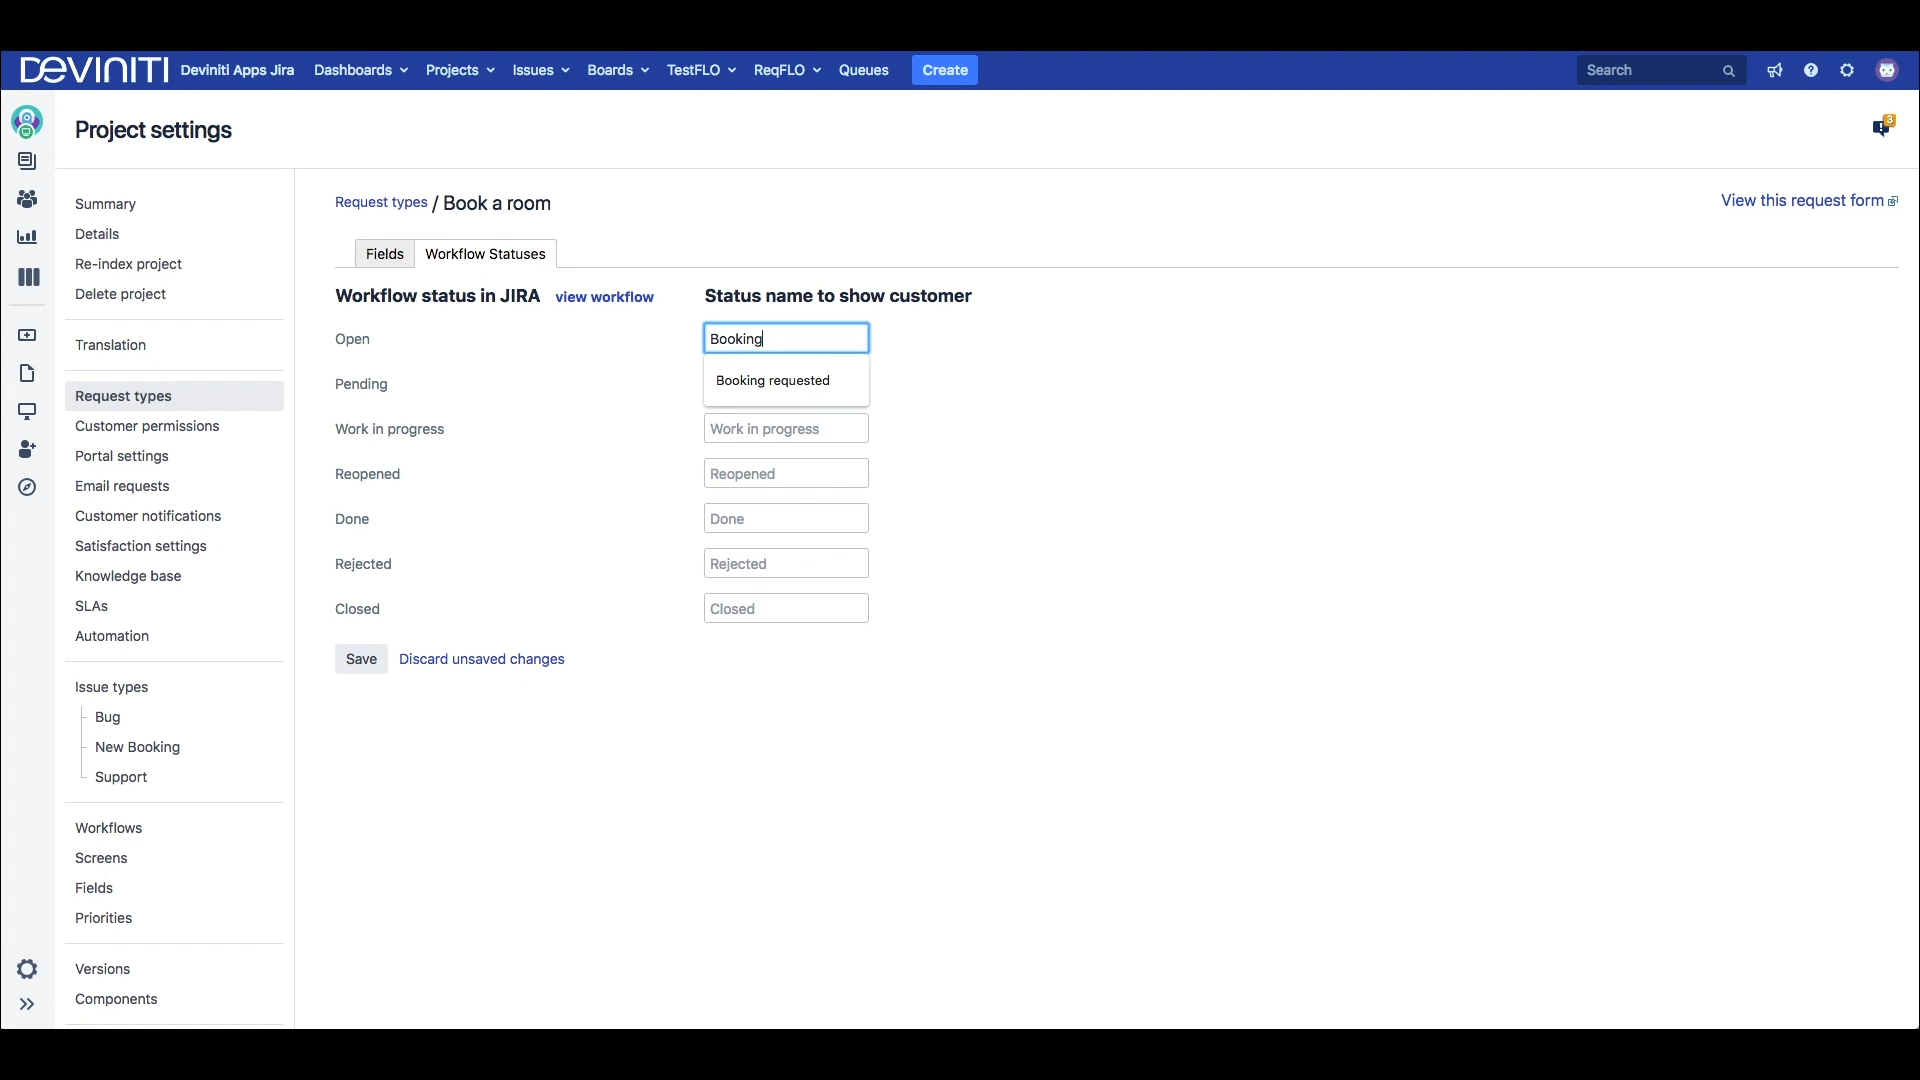 DEVINITI Deviniti Apps Jira Dashboards Projects Issues Boards TestFLO ReqFLO Queues Create Search
3
Project settings
Summary
Details
Re-index project
Delete project
Translation
Request types
Customer permissions
Portal settings
Email requests
Customer notifications
Satisfaction settings
Knowledge base
SLAs
Automation
Issue types
Bug
New Booking
Support
Workflows
Screens
Fields
Priorities
Versions
Components
Request types / Book a room
View this request form
Fields Workflow Statuses
Workflow status in JIRA view workflow Status name to show customer
Open Booking
Booking requested
Pending
Work in progress Work in progress
Reopened Reopened
Done Done
Rejected Rejected
Closed Closed
Save Discard unsaved changes